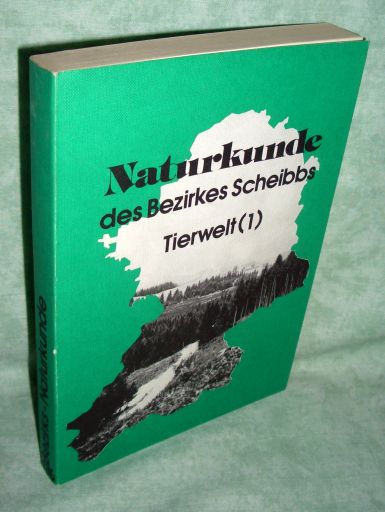 Naturkunde
des Bezirkes Scheibbs
Tierwelt(1)
Naturkunde